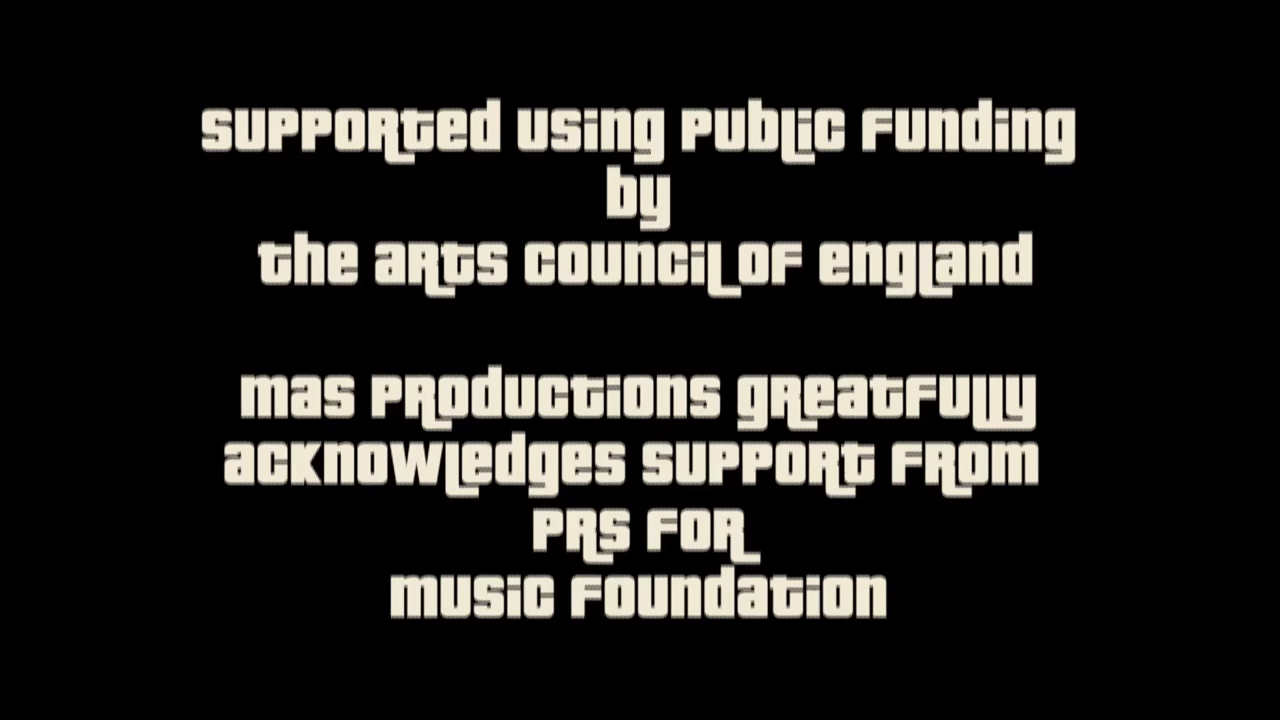 supported using public funding
by
the arts council of england
mas productions greatfully
acknowledges support from
PRS FOR
music foundation